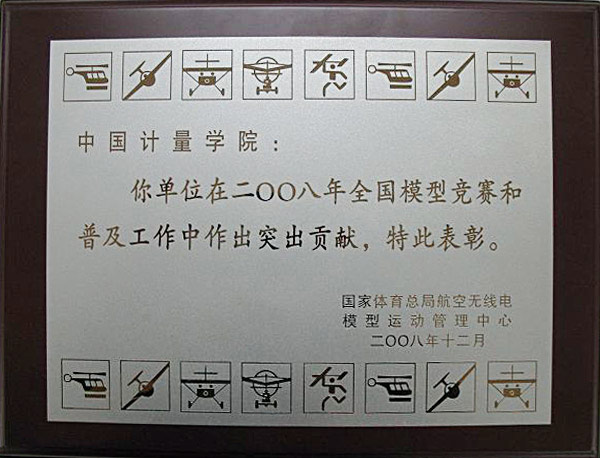 中国计量学院：
你单位在二〇〇八年全国模型竞赛和
普及工作中作出突出贡献，特此表彰。
国家体育总局航空无线电
模型运动管理中心
二〇〇八年十二月